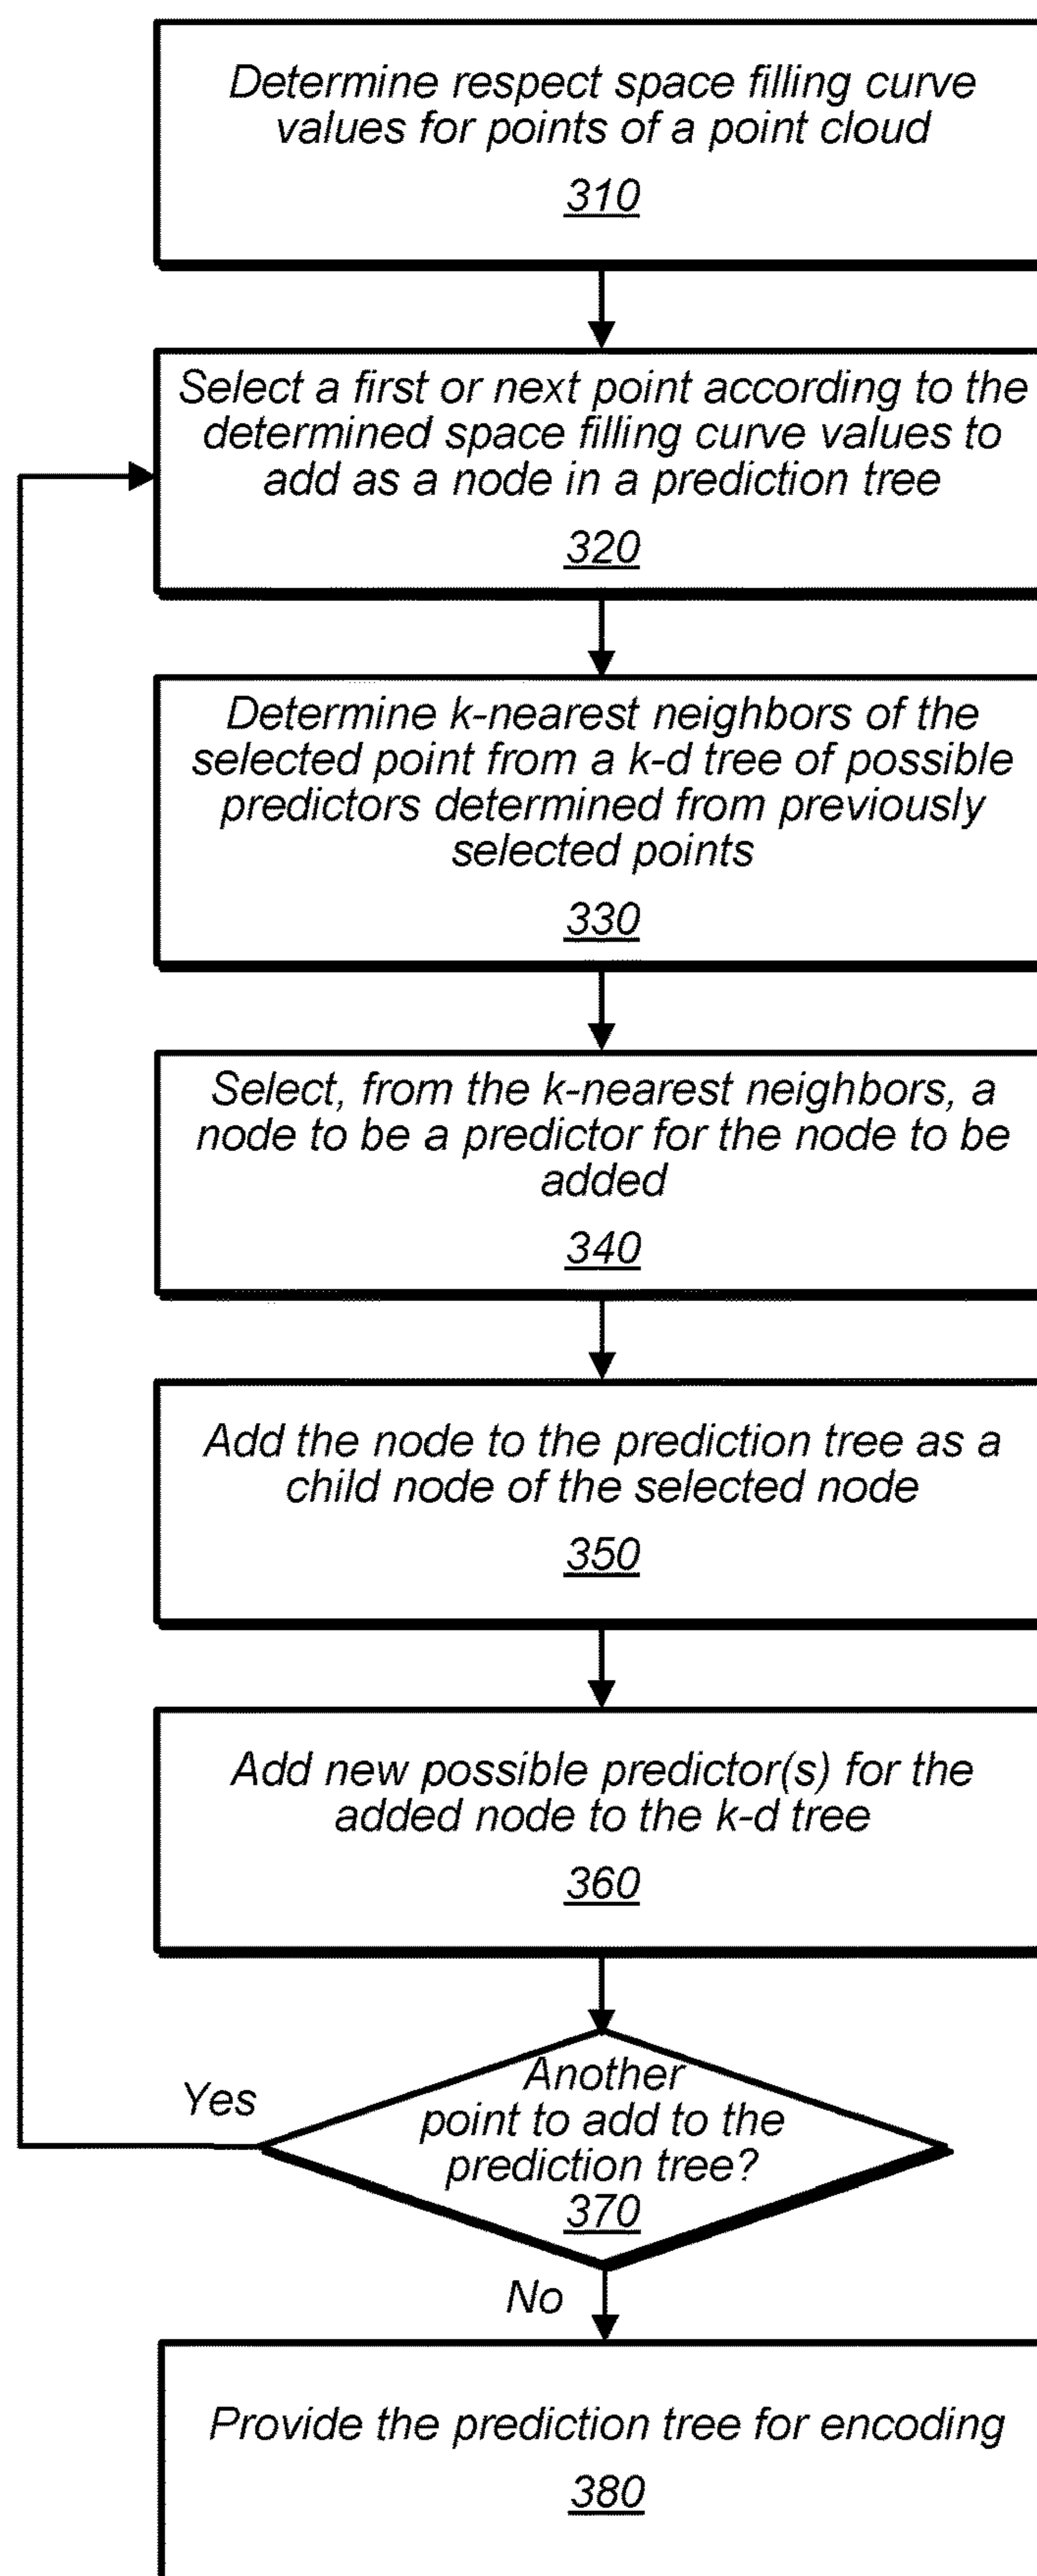 Determine respect space filling curve
values for points of a point cloud
310
Select a first or next point according to the
determined space filling curve values to
add as a node in a prediction tree
320
Determine k-nearest neighbors of the
selected point from a k-d tree of possible
predictors determined from previously
selected points
330
Select, from the k-nearest neighbors, a
node to be a predictor for the node to be
added
340
Add the node to the prediction tree as a
child node of the selected node
350
Add new possible predictor(s) for the
added node to the k-d tree
360
Another
point to add to the
prediction tree?
370
Yes
No
Provide the prediction tree for encoding
380